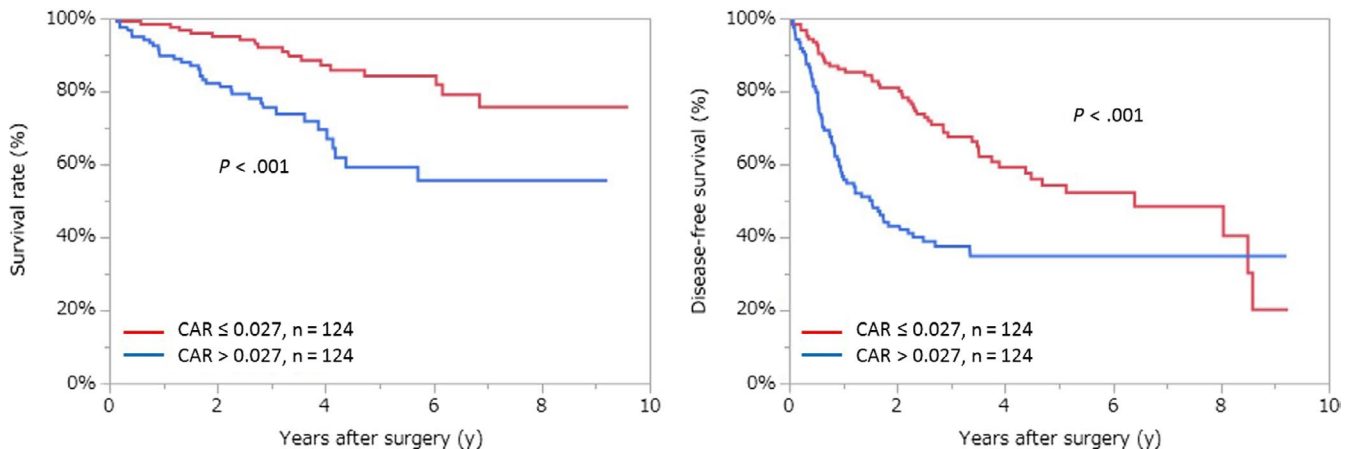 100%
80%
60%
40%
20%
0%
Survival rate (%)
P < .001
CAR ≤ 0.027, n = 124
CAR > 0.027, n = 124
0 2 4 6 8 10
Years after surgery (y)
100%
80%
60%
40%
20%
0%
Disease-free survival (%)
P < .001
CAR ≤ 0.027, n = 124
CAR > 0.027, n = 124
0 2 4 6 8 10
Years after surgery (y)